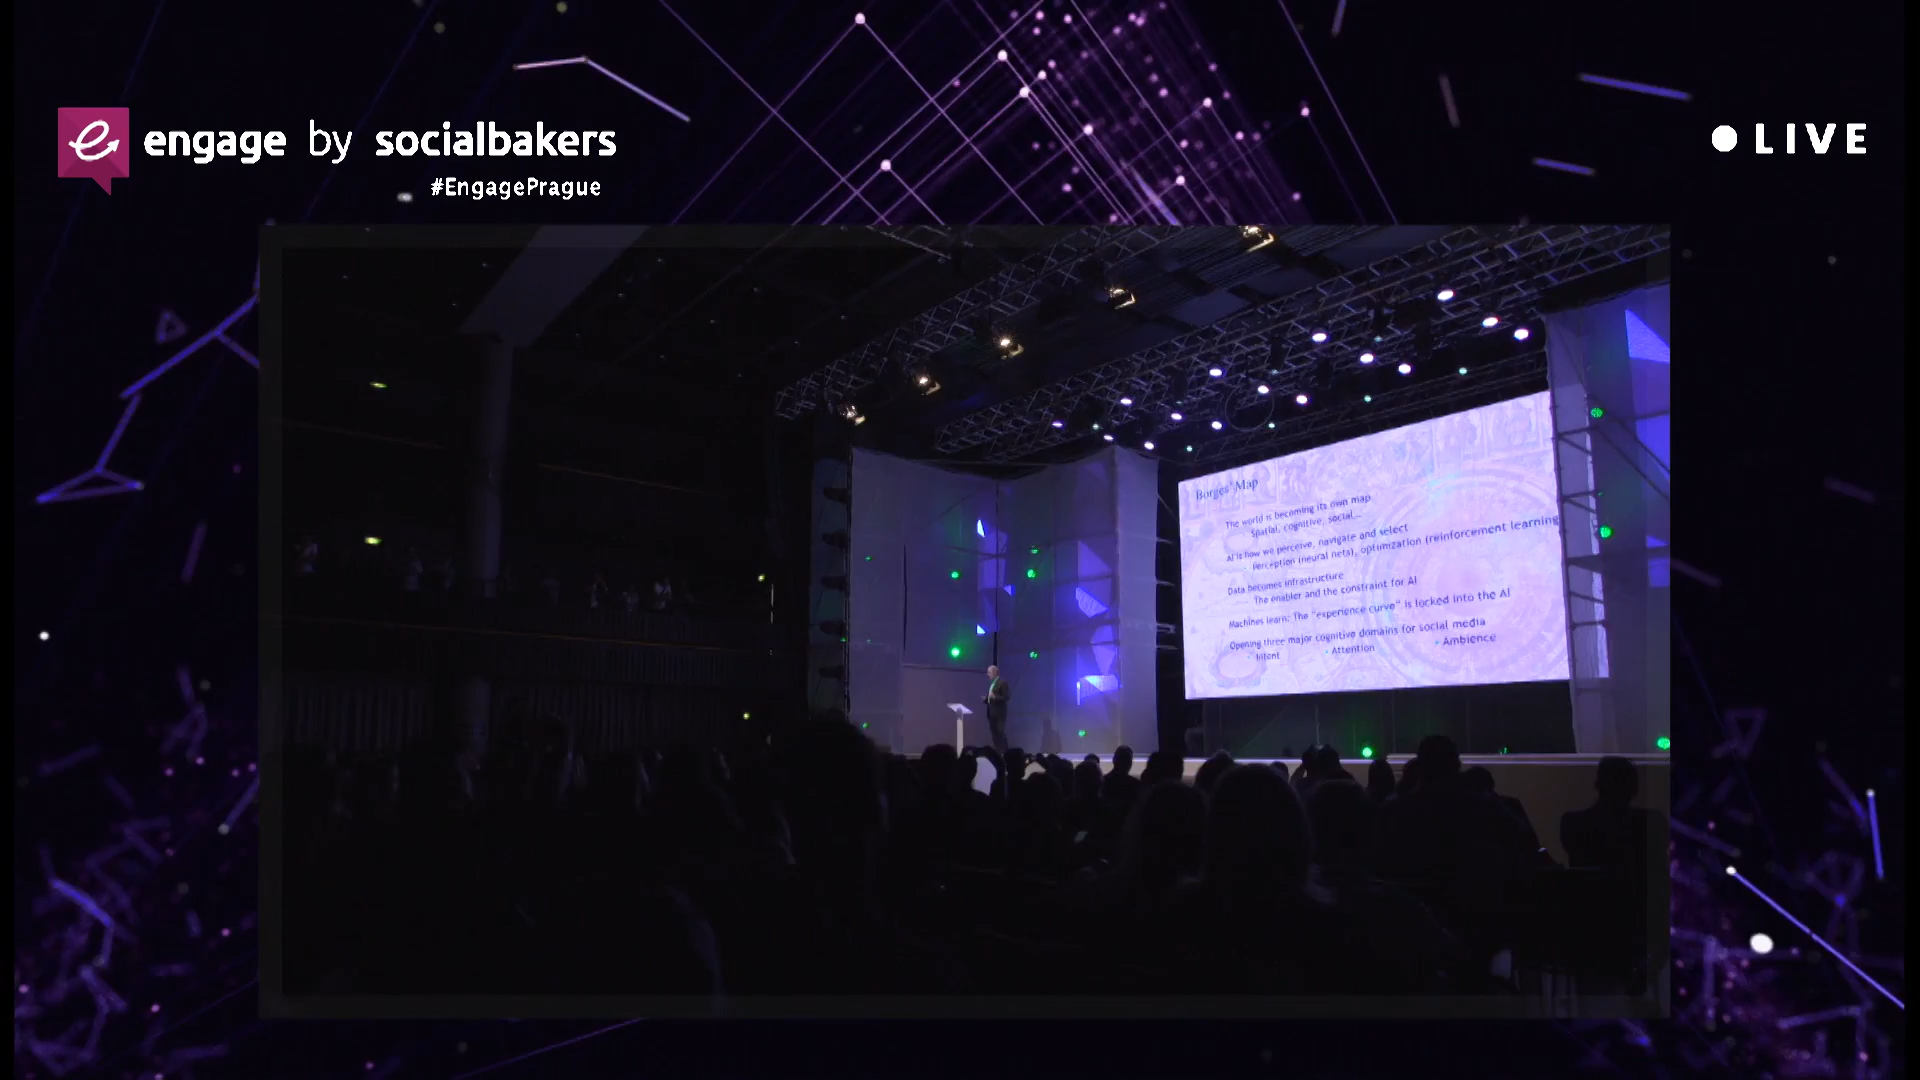 engage by socialbakers
#EngagePrague
LIVE
Borges' Map
The world is becoming its own map
Spatial, cognitive, social...
AI is how we perceive, navigate and select
Perception (neural nets), optimization (reinforcement learning
Data becomes infrastructure
The enabler and the constraint for AI
Machines learn: The "experience curve" is locked into the AI
Opening three major cognitive domains for social media
Intent • Attention • Ambience